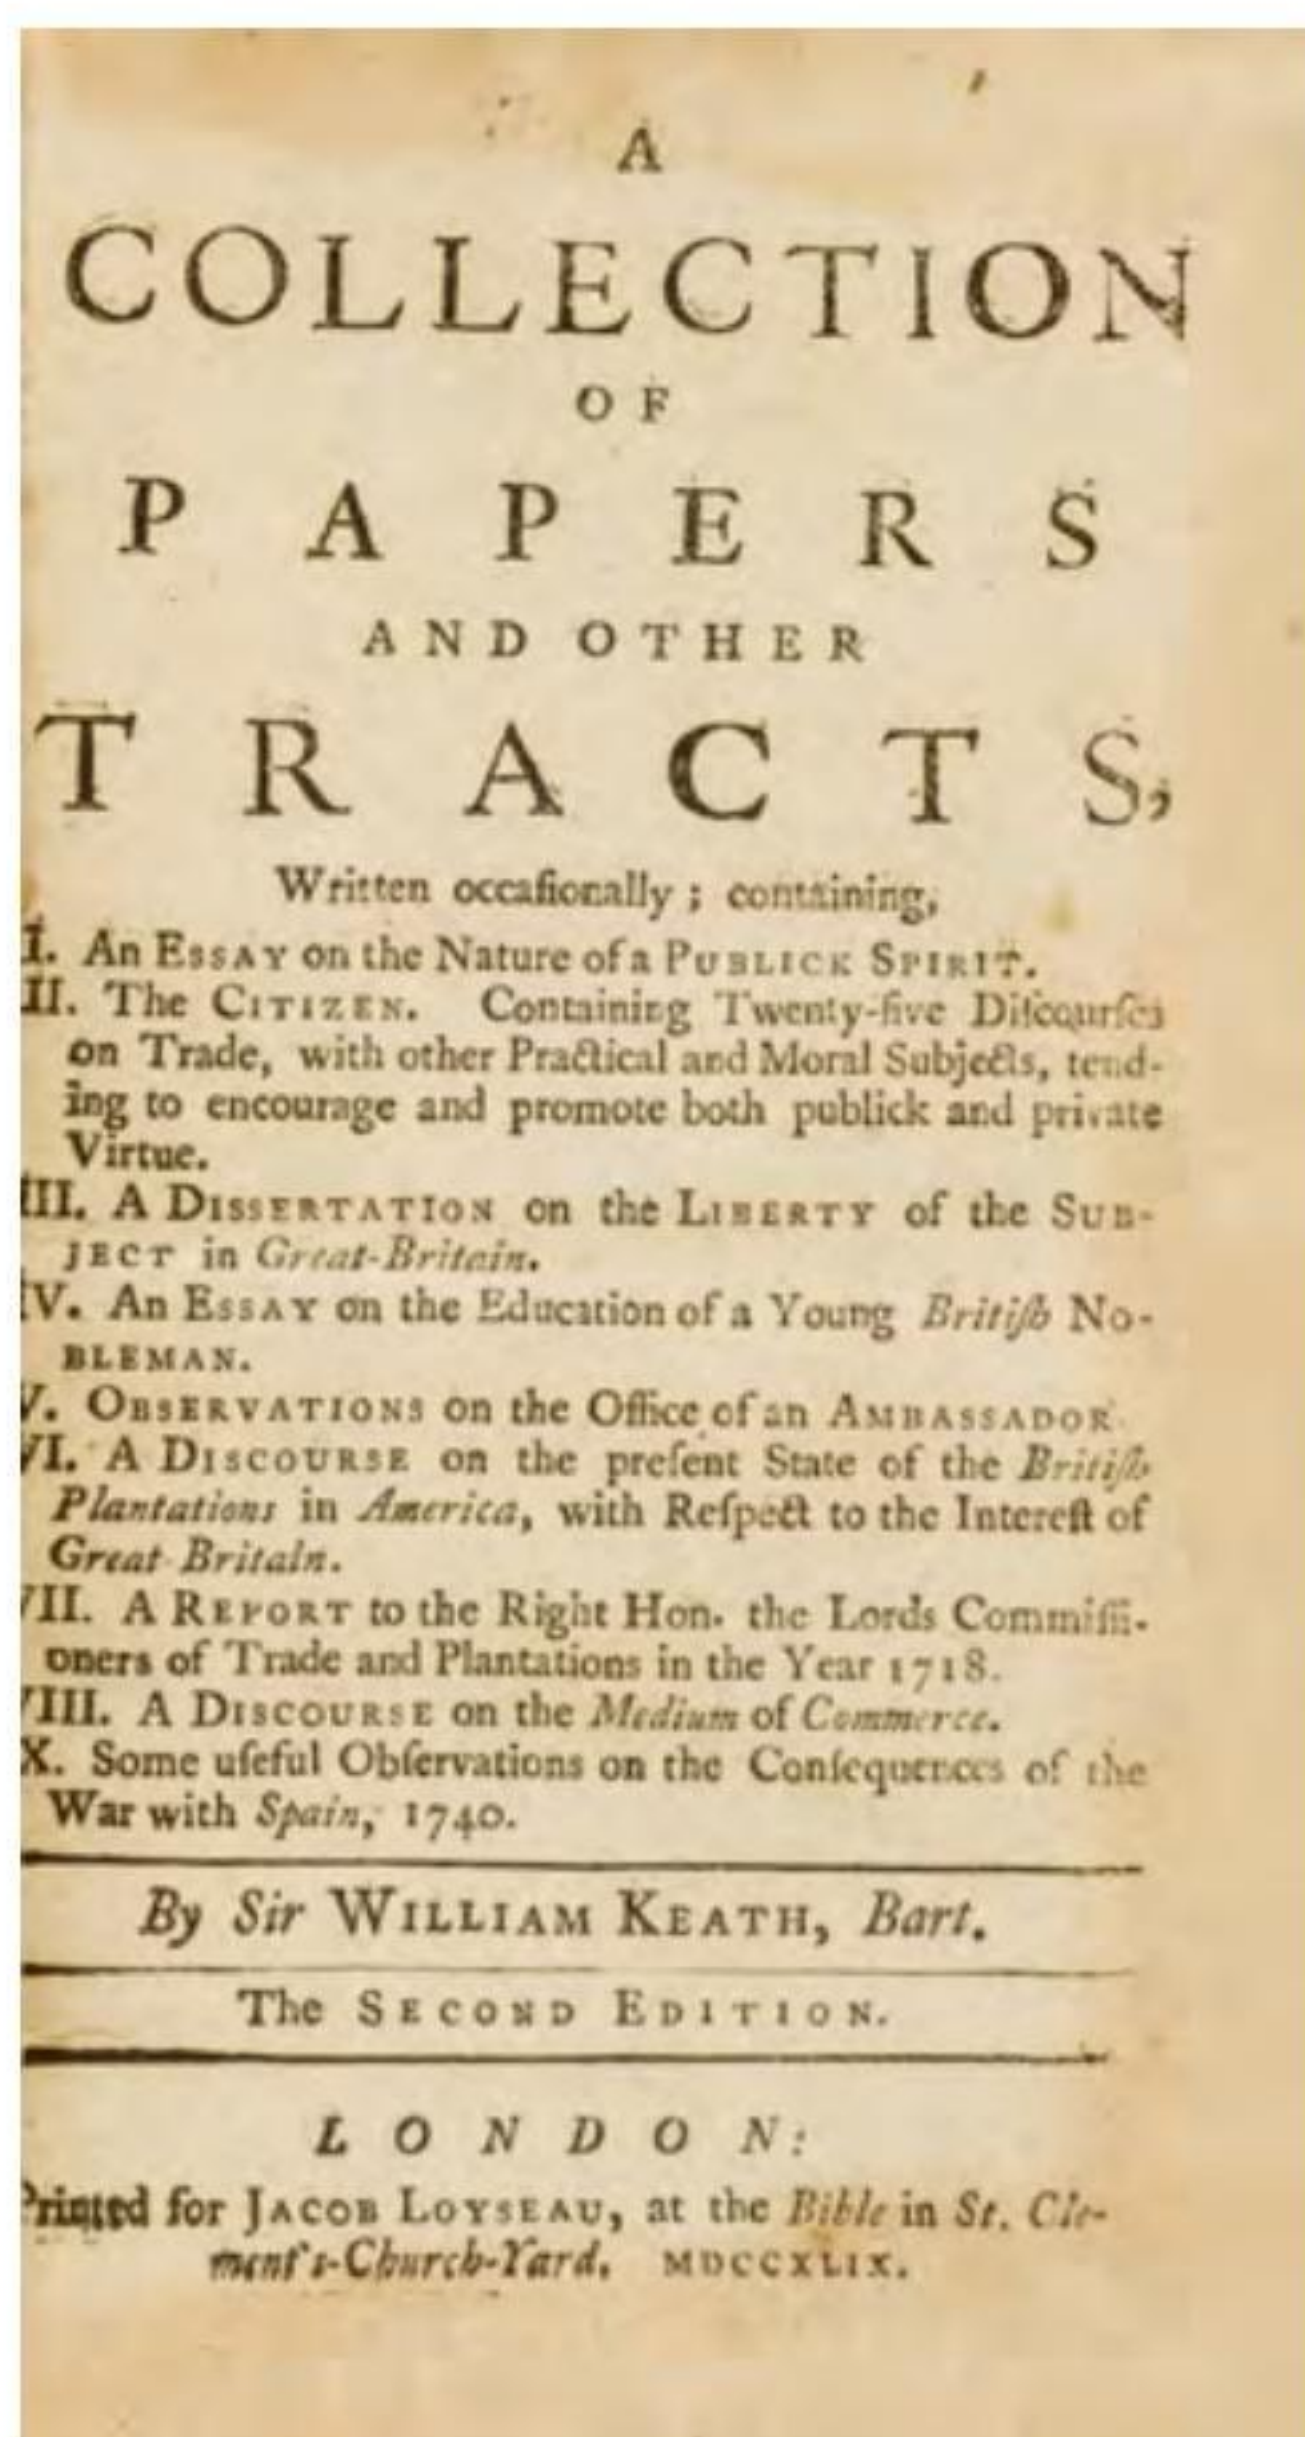 A
COLLECTION
OF
PAPERS
AND OTHER
TRACTS,
Written occaſionally; containing,
I. An ESSAY on the Nature of a PUBLICK SPIRIT.
II. The CITIZEN. Containing Twenty-five Diſcourſes
on Trade, with other Practical and Moral Subjects, tend-
ing to encourage and promote both publick and private
Virtue.
III. A DISSERTATION on the LIBERTY of the SUB-
JECT in Great-Britain.
IV. An ESSAY on the Education of a Young Britiſh NO-
BLEMAN.
V. OBSERVATIONS on the Office of an AMBASSADOR.
VI. A DISCOURSE on the preſent State of the Britiſh
Plantations in America, with Reſpect to the Intereſt of
Great Britain.
VII. A REPORT to the Right Hon. the Lords Commiſſi-
oners of Trade and Plantations in the Year 1718.
VIII. A DISCOURSE on the Medium of Commerce.
X. Some uſeful Obſervations on the Conſequences of the
War with Spain, 1740.
By Sir WILLIAM KEATH, Bart.
The SECOND EDITION.
LONDON:
Printed for JACOB LOYSEAU, at the Bible in St. Cle-
ment's-Church-Yard. MDCCXLIX.